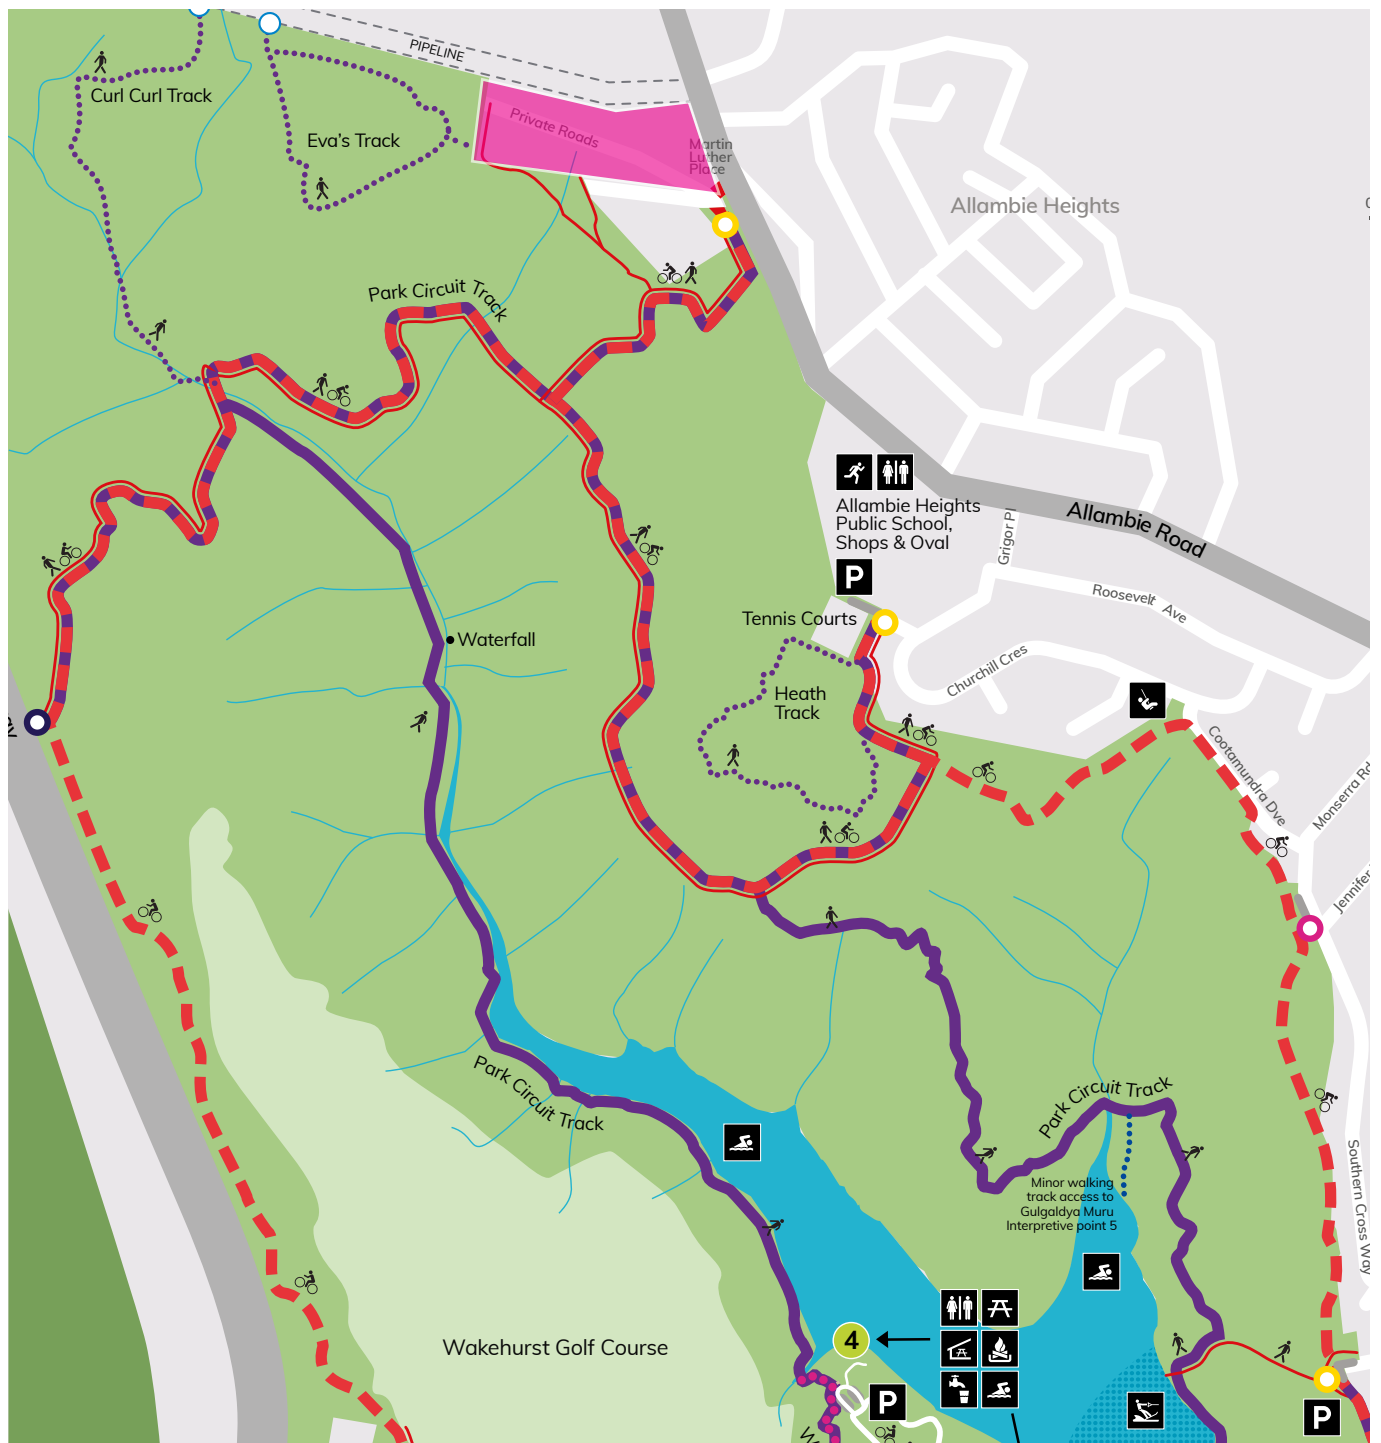 PIPELINE
Curl Curl Track
Eva's Track
Private Roads
Martin
Luther
Place
Allambie Heights
Park Circuit Track
Allambie Heights
Public School,
Shops & Oval
P
Allambie Road
Grigor Pl
Roosevelt Ave
Tennis Courts
Churchill Cres
Waterfall
Heath
Track
Cootamundra Dve
Monserra Rd
Jennifer
Park Circuit Track
Park Circuit Track
Southern Cross Way
Minor walking
track access to
Gulgaldya Muru
Interpretive point 5
Wakehurst Golf Course
4
P
P